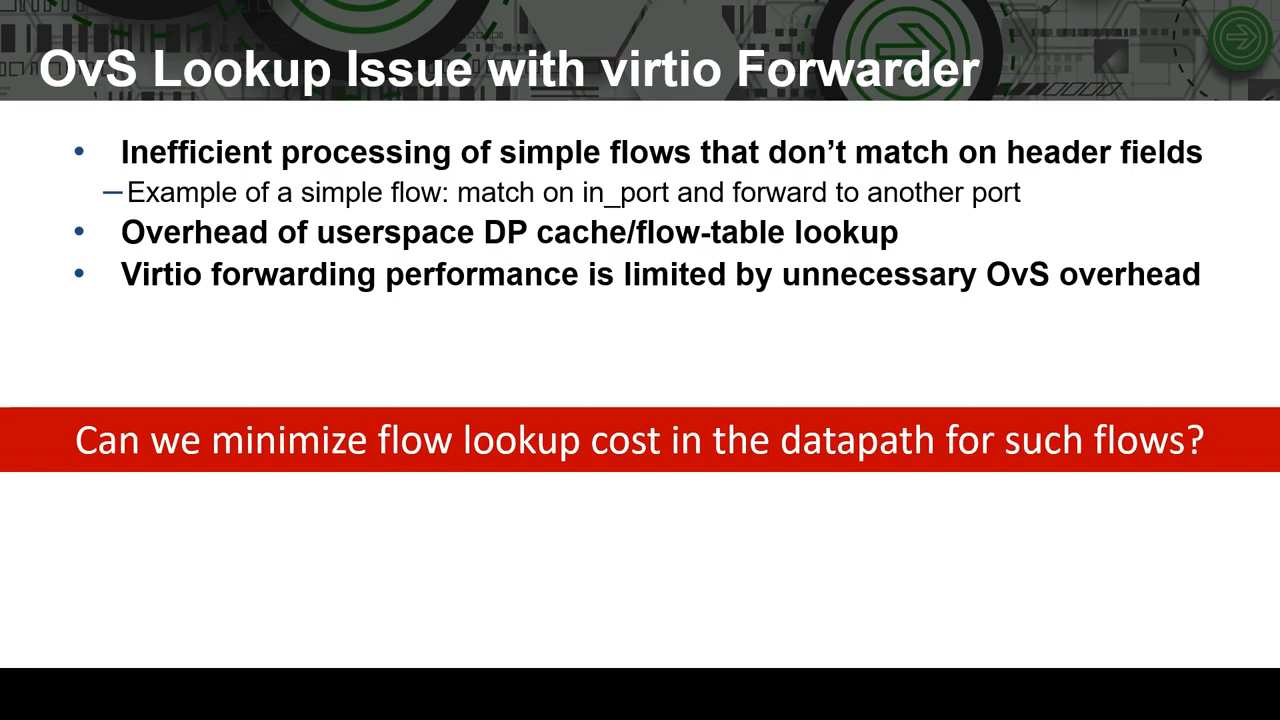 OvS Lookup Issue with virtio Forwarder
• Inefficient processing of simple flows that don’t match on header fields
– Example of a simple flow: match on in_port and forward to another port
• Overhead of userspace DP cache/flow-table lookup
• Virtio forwarding performance is limited by unnecessary OvS overhead
Can we minimize flow lookup cost in the datapath for such flows?